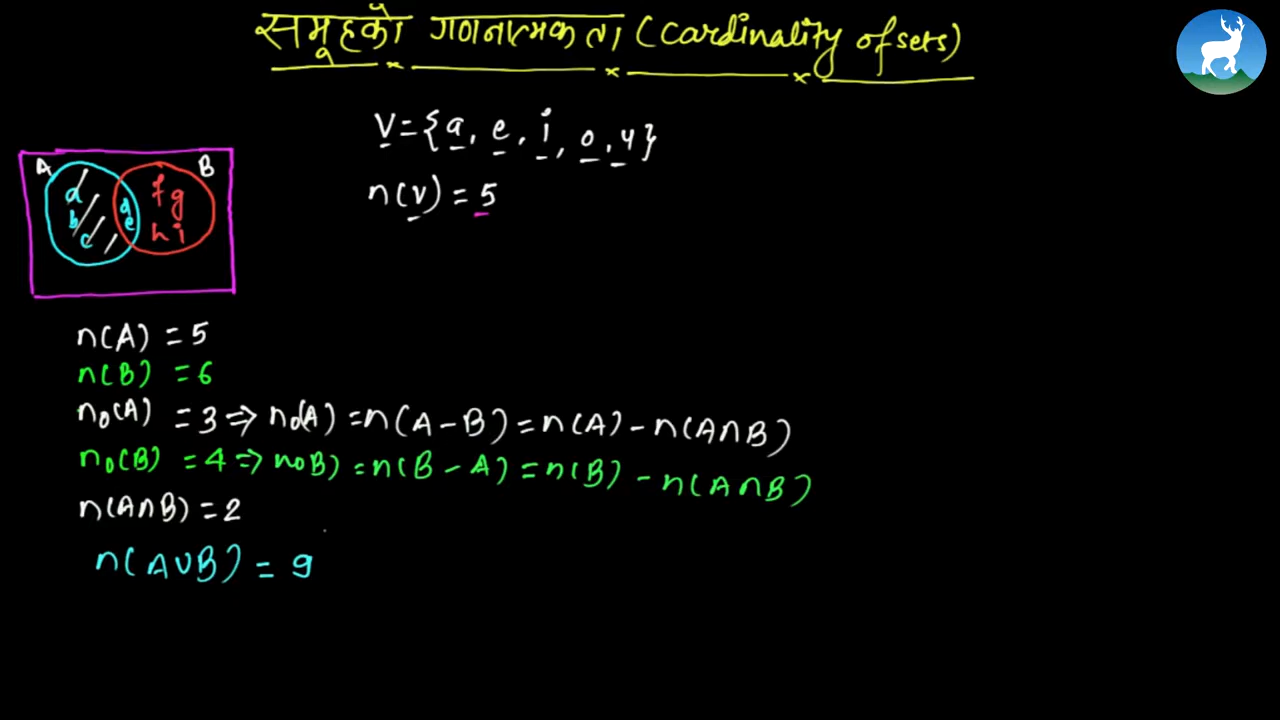 समूहको गणनात्मकता (cardinality of sets)
V = {a, e, i, o, u}
n(V) = 5
A B
d f g
b e
c h i
n(A) = 5
n(B) = 6
n₀(A) = 3 => n₀(A) = n(A - B) = n(A) - n(A∩B)
n₀(B) = 4 => n₀B) = n(B - A) = n(B) - n(A∩B)
n(A∩B) = 2
n(A∪B) = 9